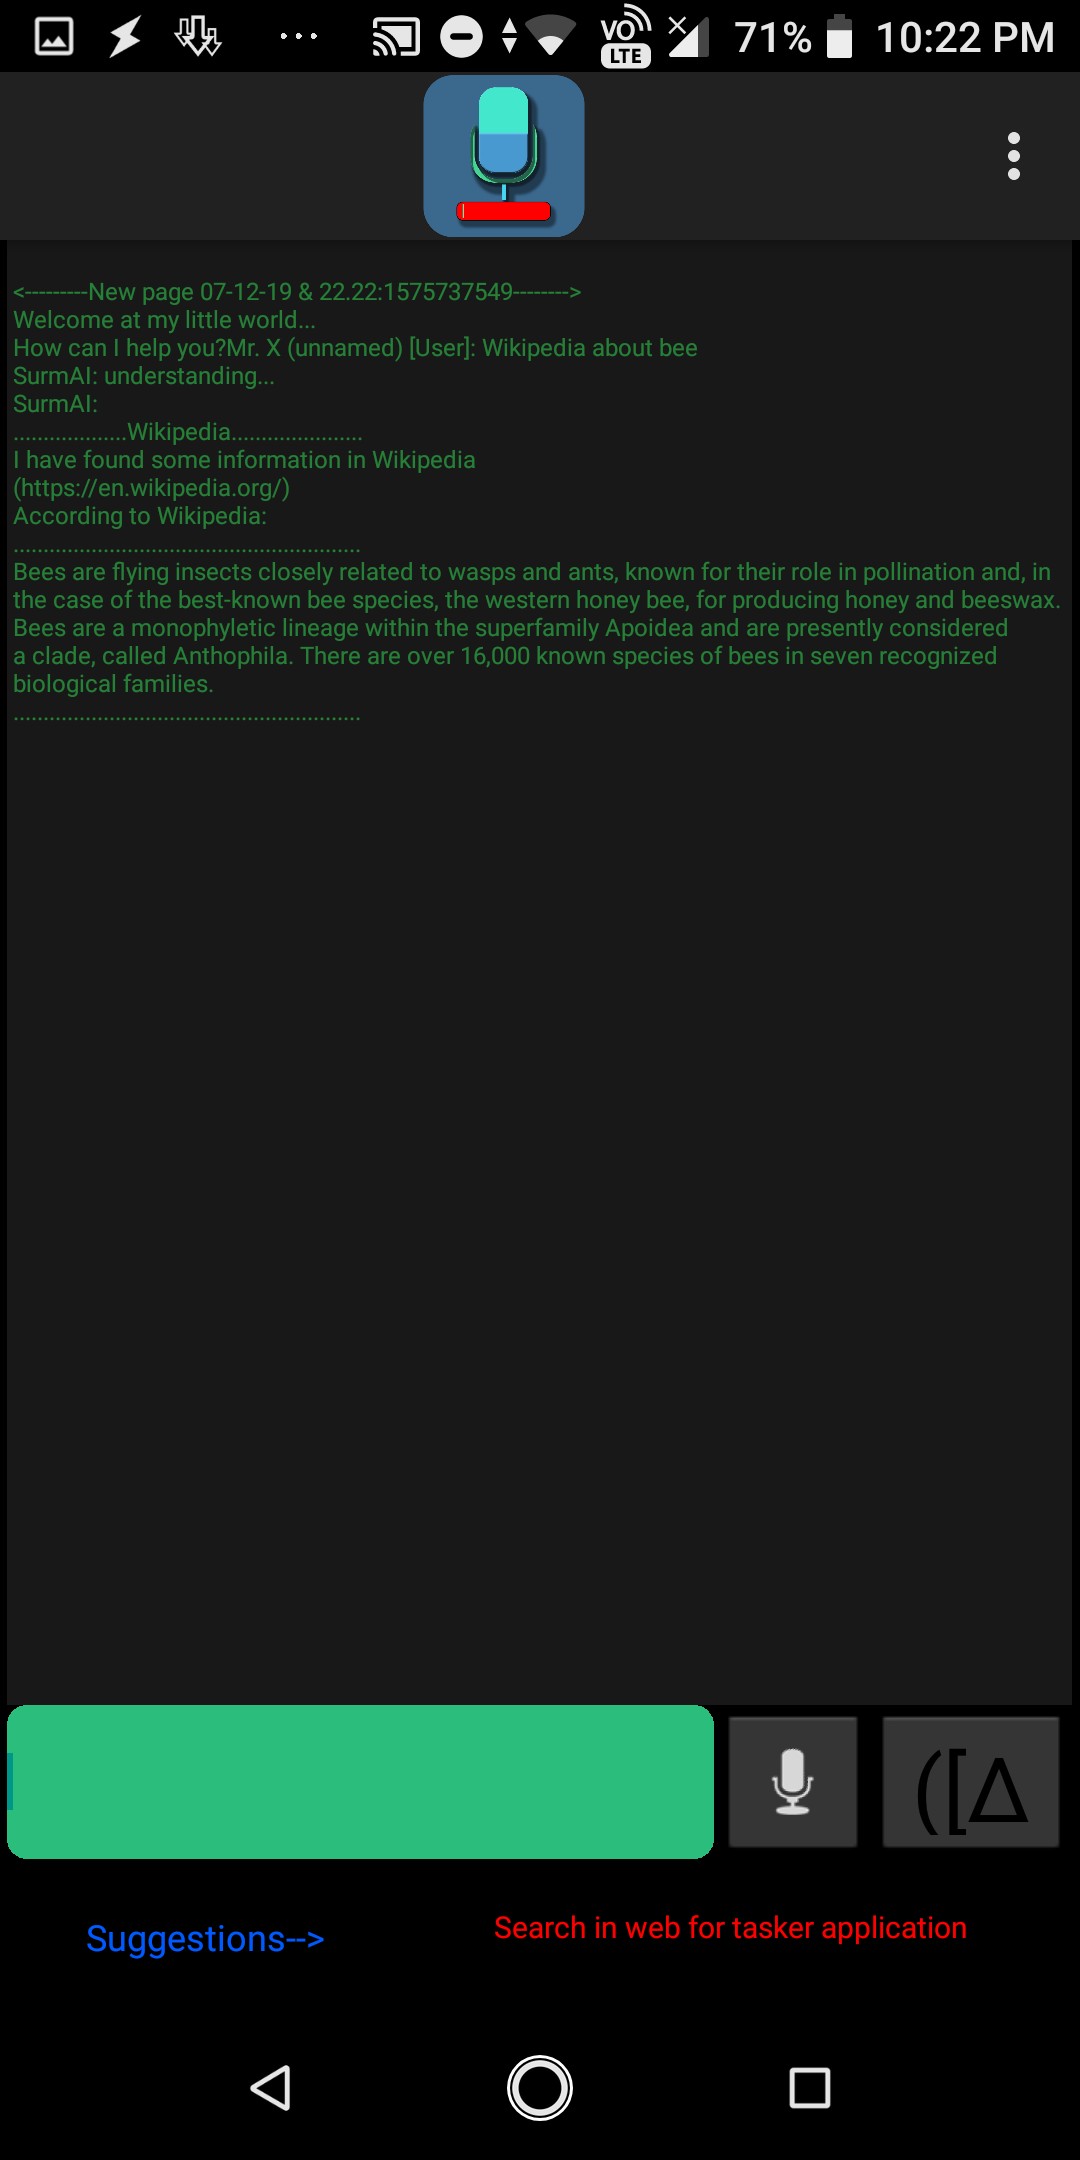 71% 10:22 PM
VO LTE
<---------New page 07-12-19 & 22.22:1575737549-------->
Welcome at my little world...
How can I help you?Mr. X (unnamed) [User]: Wikipedia about bee
SurmAI: understanding...
SurmAI:
...................Wikipedia......................
I have found some information in Wikipedia
(https://en.wikipedia.org/)
According to Wikipedia:
..........................................................
Bees are flying insects closely related to wasps and ants, known for their role in pollination and, in
the case of the best-known bee species, the western honey bee, for producing honey and beeswax.
Bees are a monophyletic lineage within the superfamily Apoidea and are presently considered
a clade, called Anthophila. There are over 16,000 known species of bees in seven recognized
biological families.
..........................................................
([Δ
Suggestions-->
Search in web for tasker application